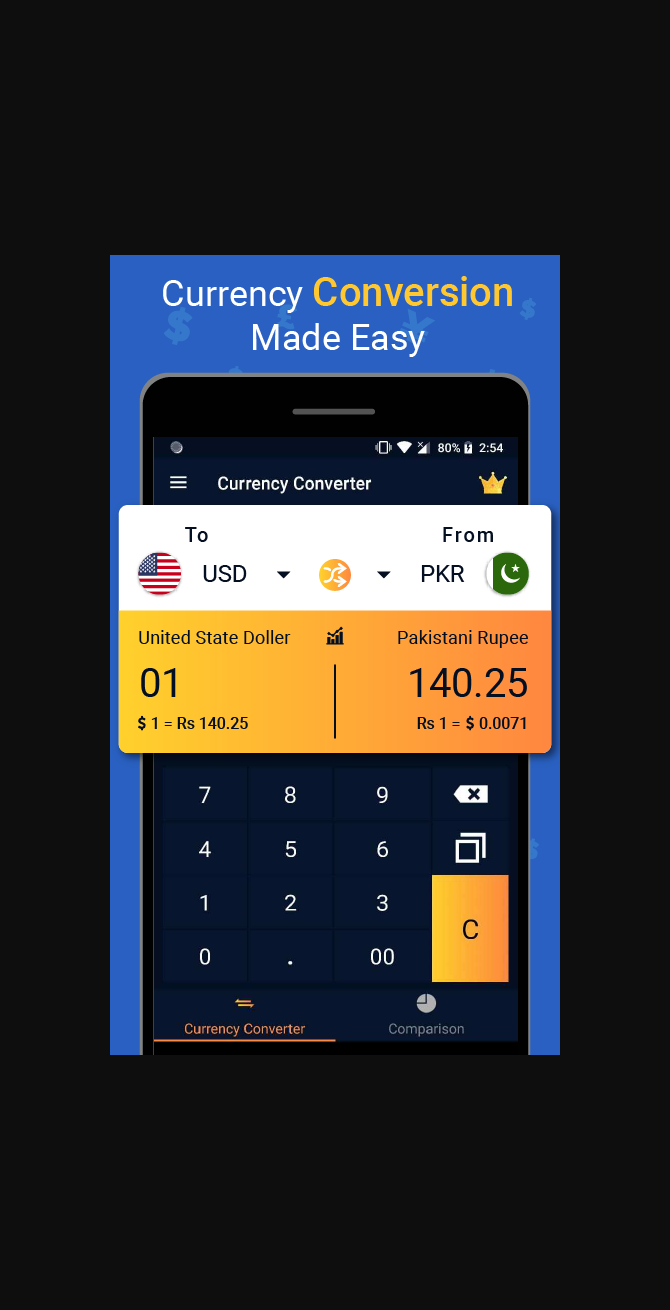 Currency Conversion
Made Easy
80% 2:54
Currency Converter
To From
USD PKR
United State Doller Pakistani Rupee
01 140.25
$ 1 = Rs 140.25 Rs 1 = $ 0.0071
7 8 9
4 5 6
1 2 3
C
0 . 00
Currency Converter Comparison